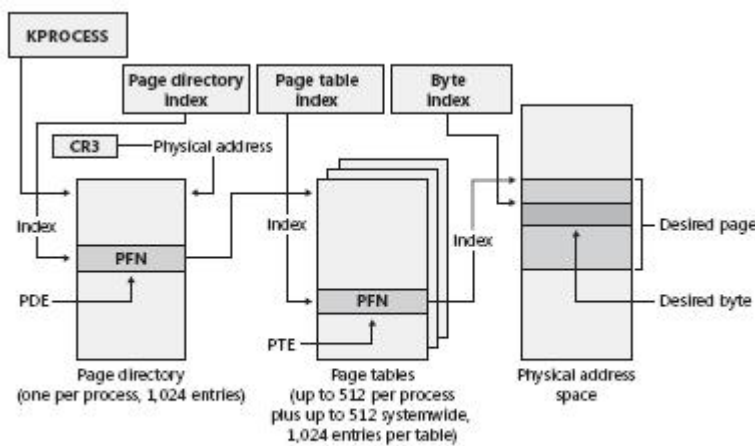 KPROCESS
Page directory
index
Page table
index
Byte
index
CR3
Physical address
Index
Index
Index
PFN
PFN
PDE
PTE
Desired page
Desired byte
Page directory
(one per process, 1,024 entries)
Page tables
(up to 512 per process
plus up to 512 systemwide,
1,024 entries per table)
Physical address
space